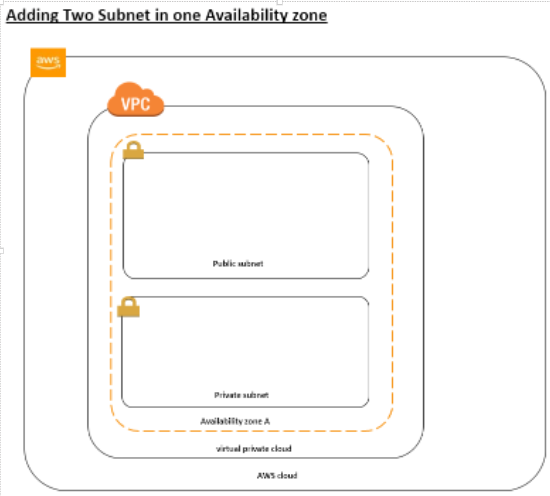 Adding Two Subnet in one Availability zone
aws
VPC
Public subnet
Private subnet
Availability zone A
virtual private cloud
AWS cloud